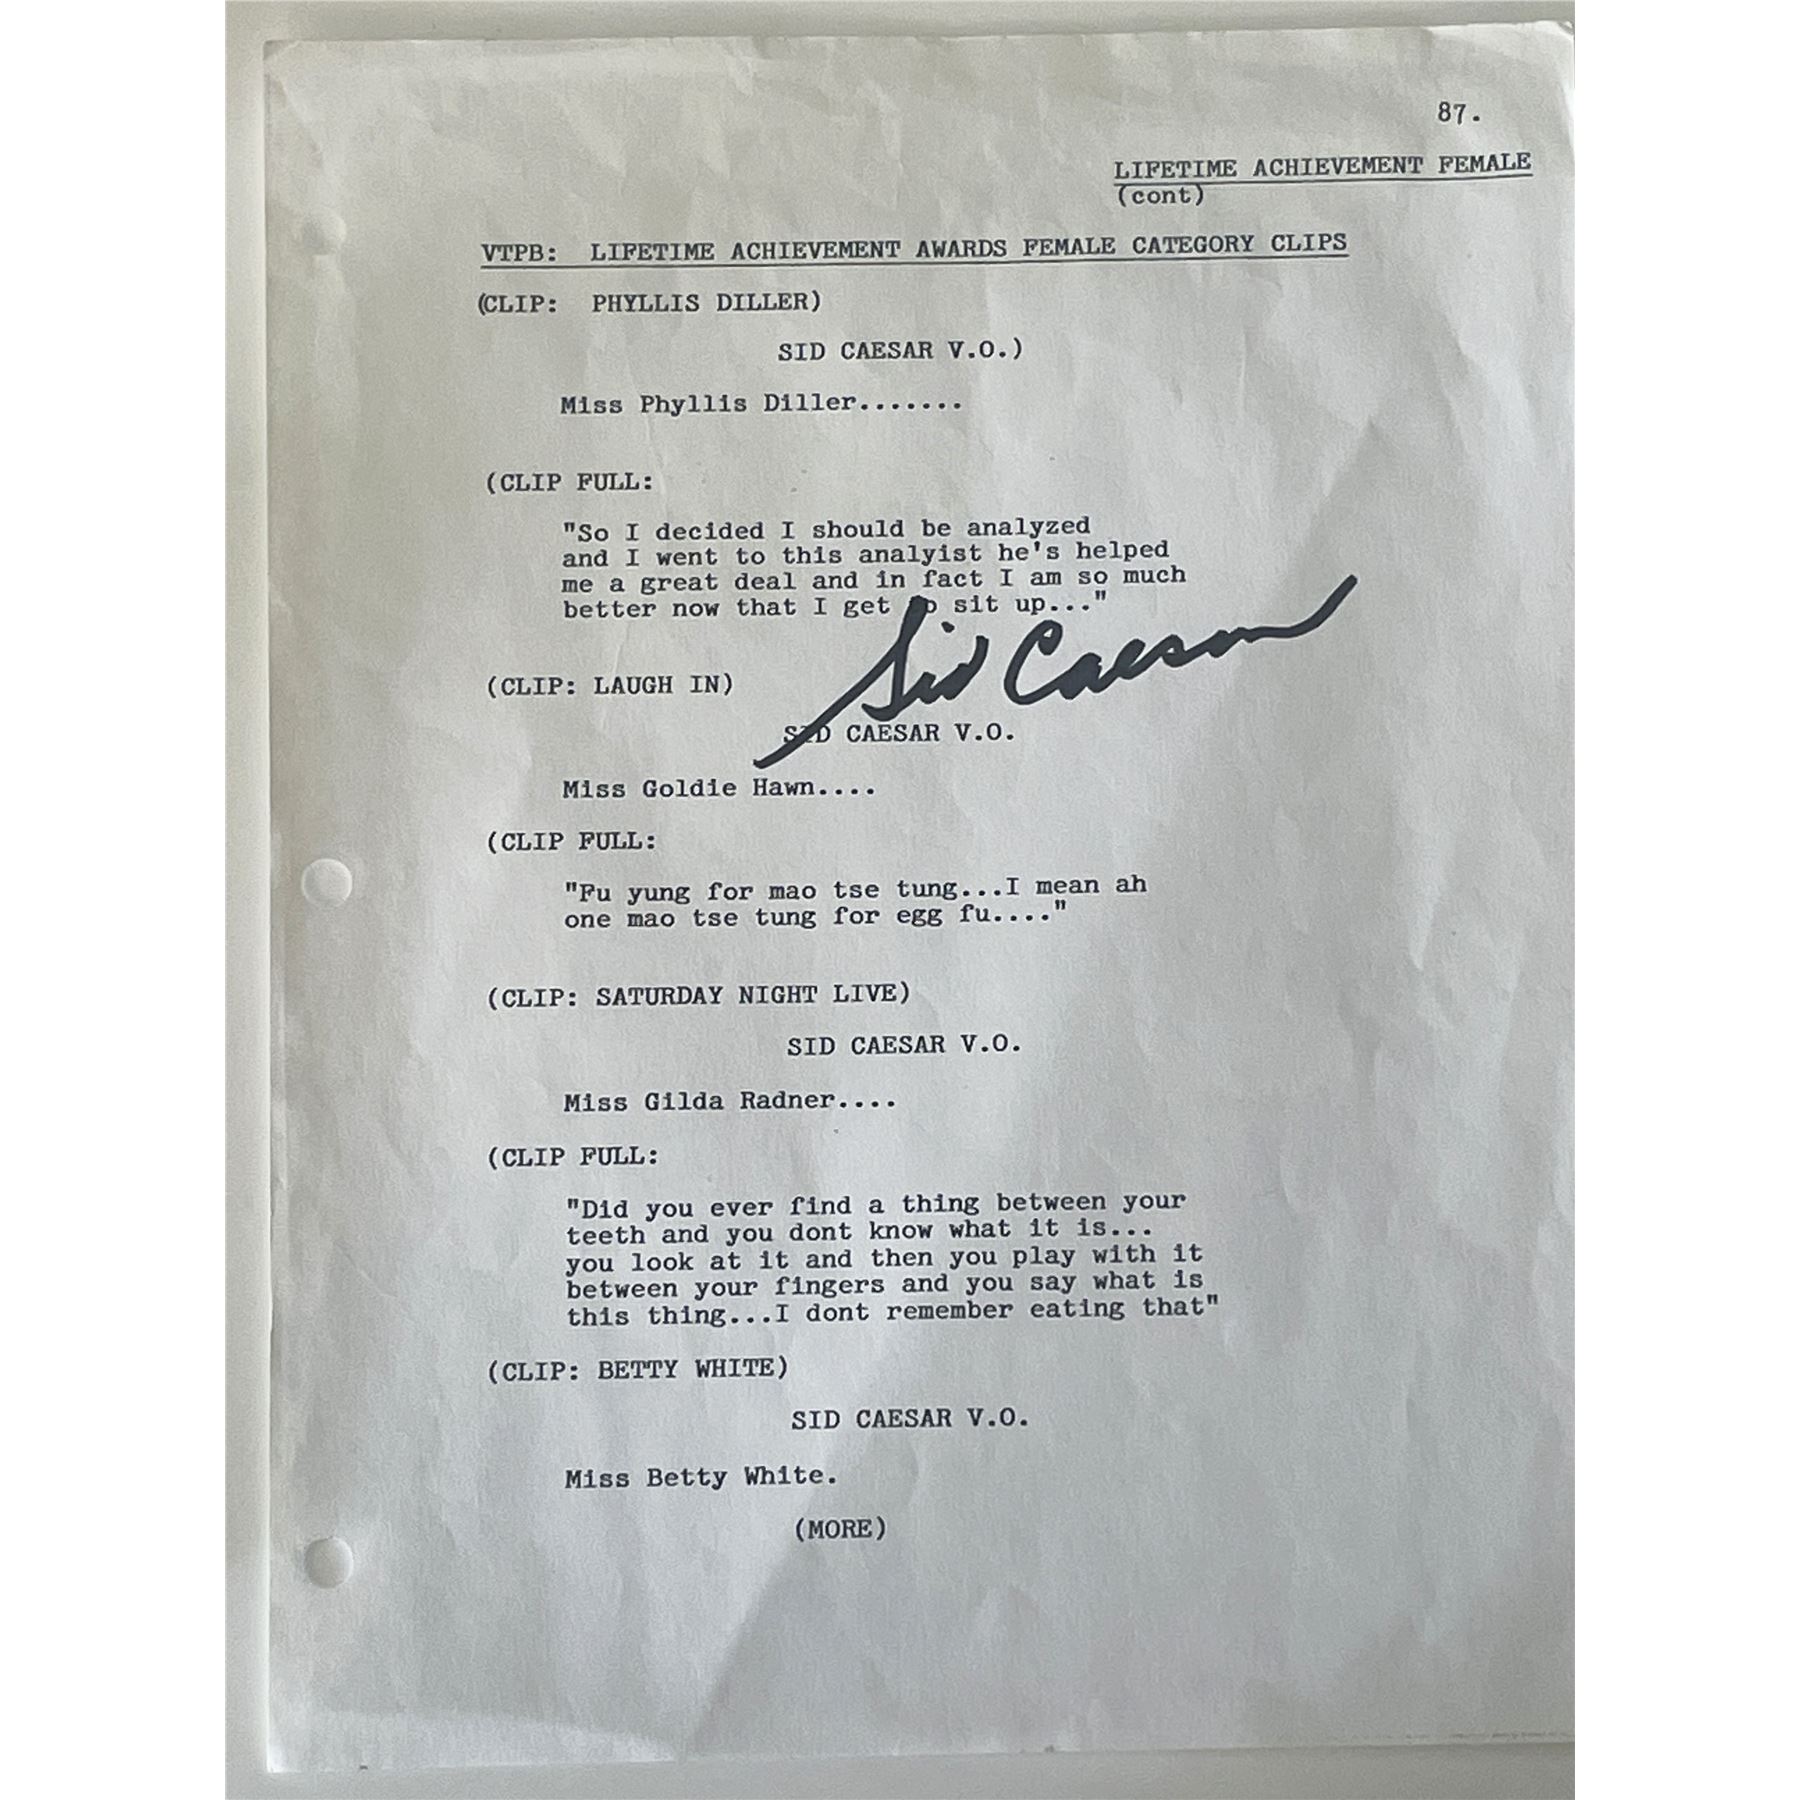 87.
LIFETIME ACHIEVEMENT FEMALE
(cont)
VTPB: LIFETIME ACHIEVEMENT AWARDS FEMALE CATEGORY CLIPS
(CLIP: PHYLLIS DILLER)
SID CAESAR V.O.)
Miss Phyllis Diller.......
(CLIP FULL:
"So I decided I should be analyzed
and I went to this analyist he's helped
me a great deal and in fact I am so much
better now that I get to sit up..."
Sid Caesar
(CLIP: LAUGH IN)
SID CAESAR V.O.
Miss Goldie Hawn....
(CLIP FULL:
"Fu yung for mao tse tung...I mean ah
one mao tse tung for egg fu...."
(CLIP: SATURDAY NIGHT LIVE)
SID CAESAR V.O.
Miss Gilda Radner....
(CLIP FULL:
"Did you ever find a thing between your
teeth and you dont know what it is...
you look at it and then you play with it
between your fingers and you say what is
this thing...I dont remember eating that"
(CLIP: BETTY WHITE)
SID CAESAR V.O.
Miss Betty White.
(MORE)